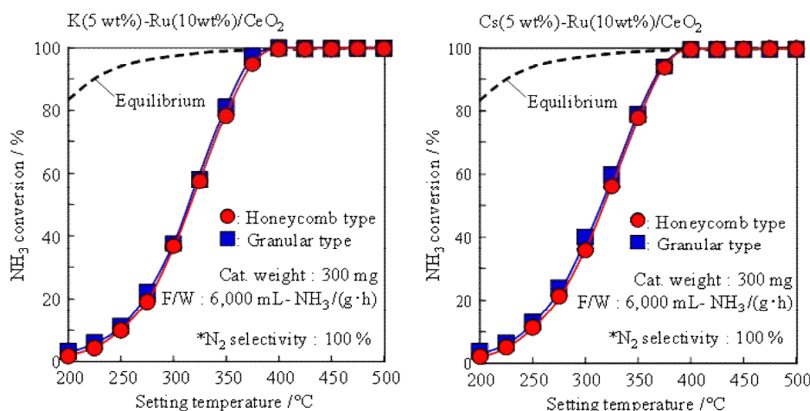 K(5 wt%)-Ru(10wt%)/CeO₂
100
80
60
40
20
0
NH₃ conversion / %
Equilibrium
: Honeycomb type
: Granular type
Cat. weight : 300 mg
F/W : 6,000 mL- NH₃/(g·h)
*N₂ selectivity : 100 %
200 250 300 350 400 450 500
Setting temperature /°C
Cs(5 wt%)-Ru(10wt%)/CeO₂
100
80
60
40
20
0
NH₃ conversion / %
Equilibrium
: Honeycomb type
: Granular type
Cat. weight : 300 mg
F/W : 6,000 mL- NH₃/(g·h)
*N₂ selectivity : 100 %
200 250 300 350 400 450 500
Setting temperature /°C